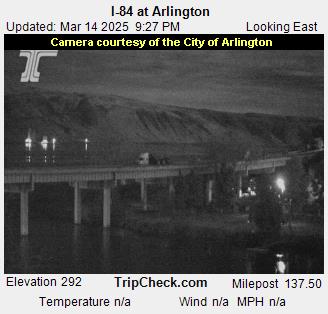 I-84 at Arlington
Updated: Mar 14 2025 9:27 PM Looking East
Camera courtesy of the City of Arlington
Elevation 292 TripCheck.com Milepost 137.50
Temperature n/a Wind n/a MPH n/a